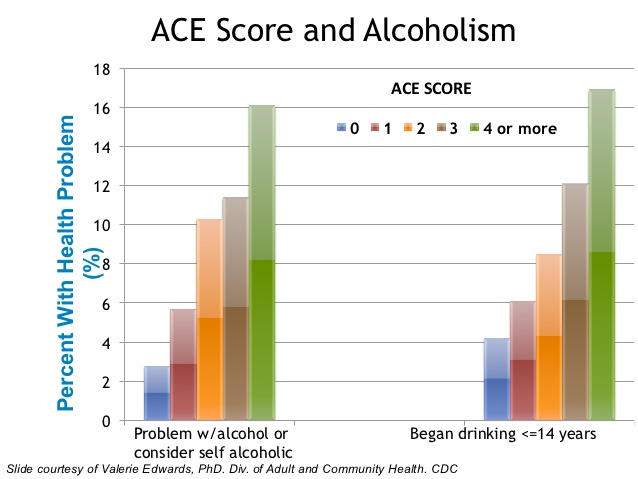 ACE Score and Alcoholism
18
16
14
12
10
8
6
4
2
0
Percent With Health Problem
(%)
ACE SCORE
0 1 2 3 4 or more
Problem w/alcohol or
consider self alcoholic
Began drinking <=14 years
Slide courtesy of Valerie Edwards, PhD. Div. of Adult and Community Health. CDC